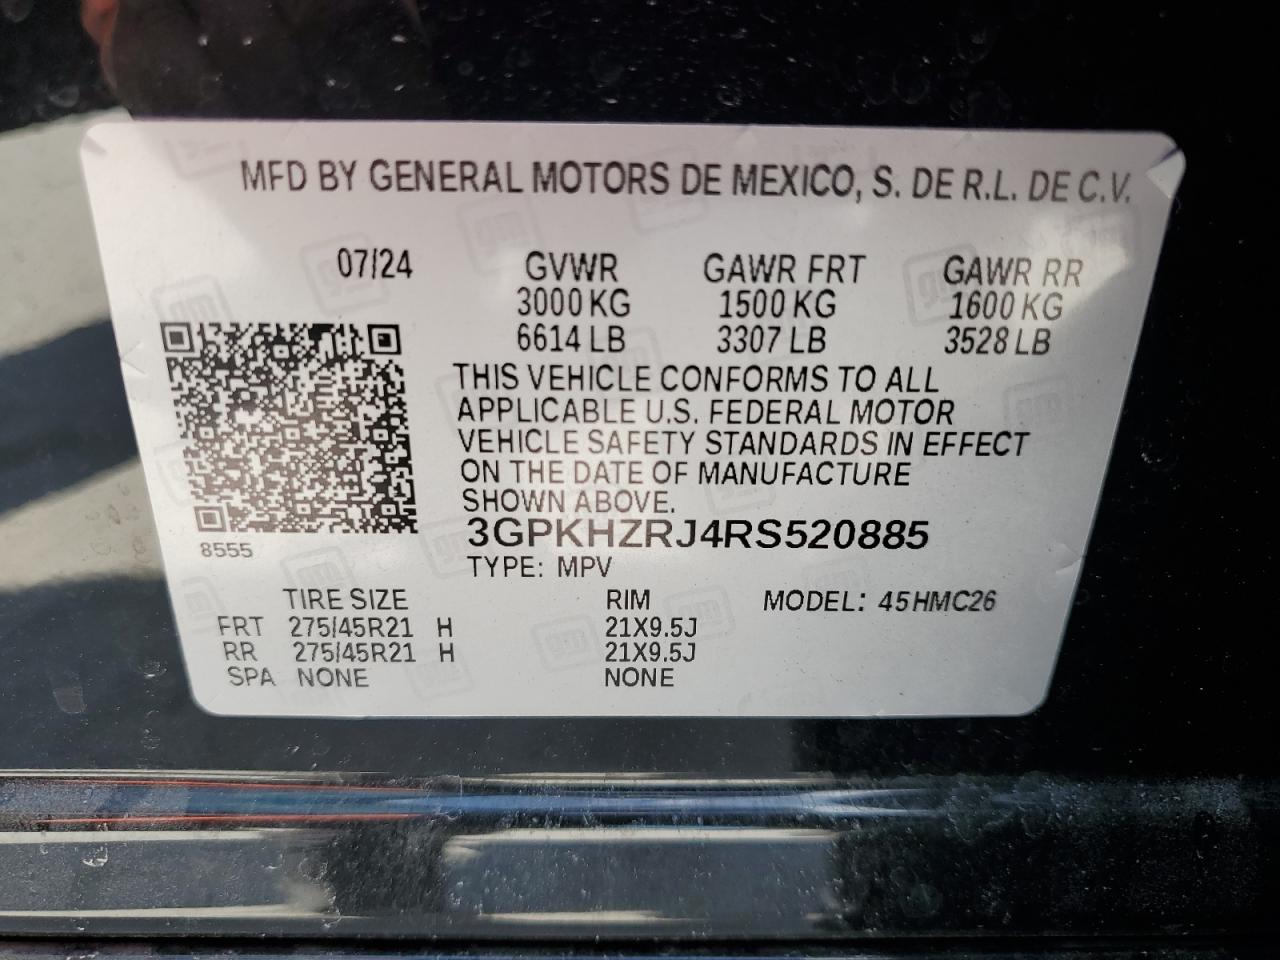 MFD BY GENERAL MOTORS DE MEXICO, S. DE R.L. DE C.V.
07/24 GVWR GAWR FRT GAWR RR
3000 KG 1500 KG 1600 KG
6614 LB 3307 LB 3528 LB
THIS VEHICLE CONFORMS TO ALL
APPLICABLE U.S. FEDERAL MOTOR
VEHICLE SAFETY STANDARDS IN EFFECT
ON THE DATE OF MANUFACTURE
SHOWN ABOVE.
3GPKHZRJ4RS520885
8555
TYPE: MPV
TIRE SIZE RIM MODEL: 45HMC26
FRT 275/45R21 H 21X9.5J
RR 275/45R21 H 21X9.5J
SPA NONE NONE